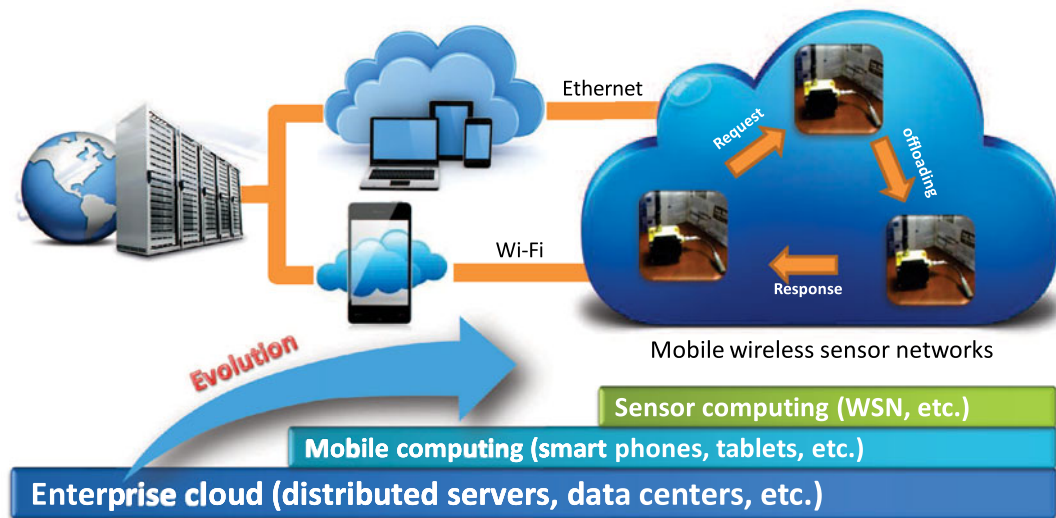 Ethernet
Request
offloading
Wi-Fi
Response
Mobile wireless sensor networks
Evolution
Sensor computing (WSN, etc.)
Mobile computing (smart phones, tablets, etc.)
Enterprise cloud (distributed servers, data centers, etc.)